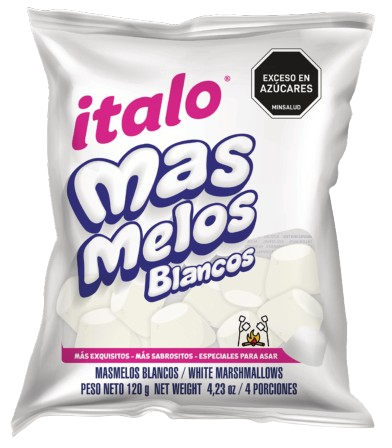 EXCESO EN
AZÚCARES
MINSALUD
italo®
Mas
Melos
Blancos
MÁS EXQUISITOS - MÁS SABROSITOS - ESPECIALES PARA ASAR
MASMELOS BLANCOS / WHITE MARSHMALLOWS
PESO NETO 120 g NET WEIGHT 4,23 oz / 4 PORCIONES